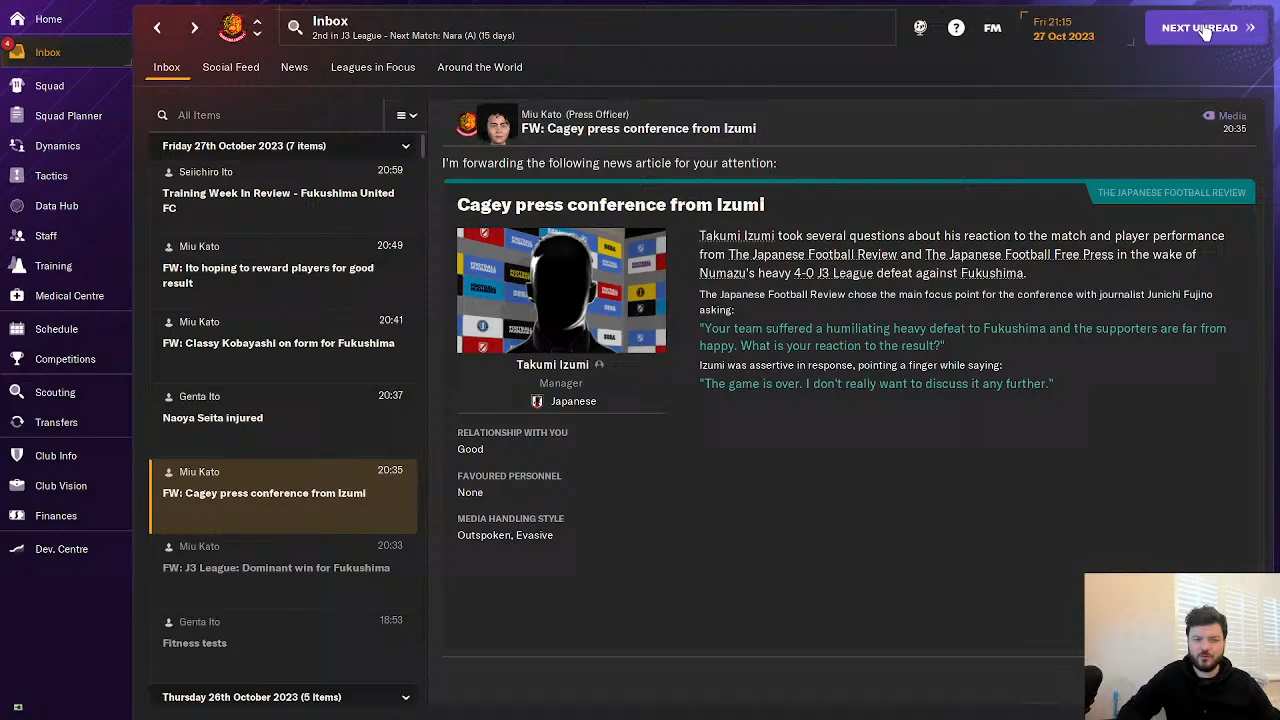 Home
4
Inbox
Squad
Squad Planner
Dynamics
Tactics
Data Hub
Staff
Training
Medical Centre
Schedule
Competitions
Scouting
Transfers
Club Info
Club Vision
Finances
Dev. Centre
Inbox
2nd in J3 League - Next Match: Nara (A) (15 days)
?
FM
Fri 21:15
27 Oct 2023
NEXT UNREAD
Inbox
Social Feed
News
Leagues in Focus
Around the World
All Items
Friday 27th October 2023 (7 items)
Seiichiro Ito
20:59
Training Week In Review - Fukushima United
FC
Miu Kato
20:49
FW: Ito hoping to reward players for good
result
Miu Kato
20:41
FW: Classy Kobayashi on form for Fukushima
Genta Ito
20:37
Naoya Seita injured
Miu Kato
20:35
FW: Cagey press conference from Izumi
Miu Kato
20:33
FW: J3 League: Dominant win for Fukushima
Genta Ito
18:53
Fitness tests
Thursday 26th October 2023 (5 items)
Miu Kato (Press Officer)
FW: Cagey press conference from Izumi
Media
20:35
I'm forwarding the following news article for your attention:
THE JAPANESE FOOTBALL REVIEW
Cagey press conference from Izumi
Takumi Izumi
Manager
Japanese
RELATIONSHIP WITH YOU
Good
FAVOURED PERSONNEL
None
MEDIA HANDLING STYLE
Outspoken, Evasive
Takumi Izumi took several questions about his reaction to the match and player performance
from The Japanese Football Review and The Japanese Football Free Press in the wake of
Numazu's heavy 4-0 J3 League defeat against Fukushima.
The Japanese Football Review chose the main focus point for the conference with journalist Junichi Fujino
asking:
"Your team suffered a humiliating heavy defeat to Fukushima and the supporters are far from
happy. What is your reaction to the result?"
Izumi was assertive in response, pointing a finger while saying:
"The game is over. I don't really want to discuss it any further."